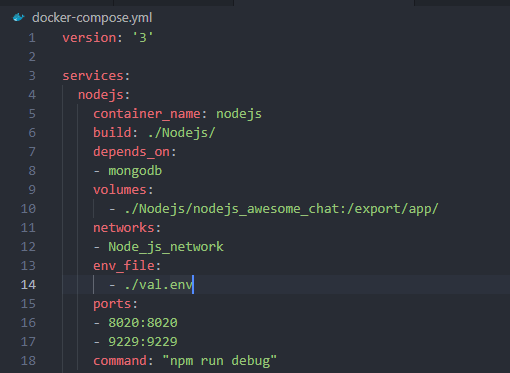 docker-compose.yml
1 version: '3'
2
3 services:
4 nodejs:
5 container_name: nodejs
6 build: ./Nodejs/
7 depends_on:
8 - mongodb
9 volumes:
10 - ./Nodejs/nodejs_awesome_chat:/export/app/
11 networks:
12 - Node_js_network
13 env_file:
14 - ./val.env
15 ports:
16 - 8020:8020
17 - 9229:9229
18 command: "npm run debug"